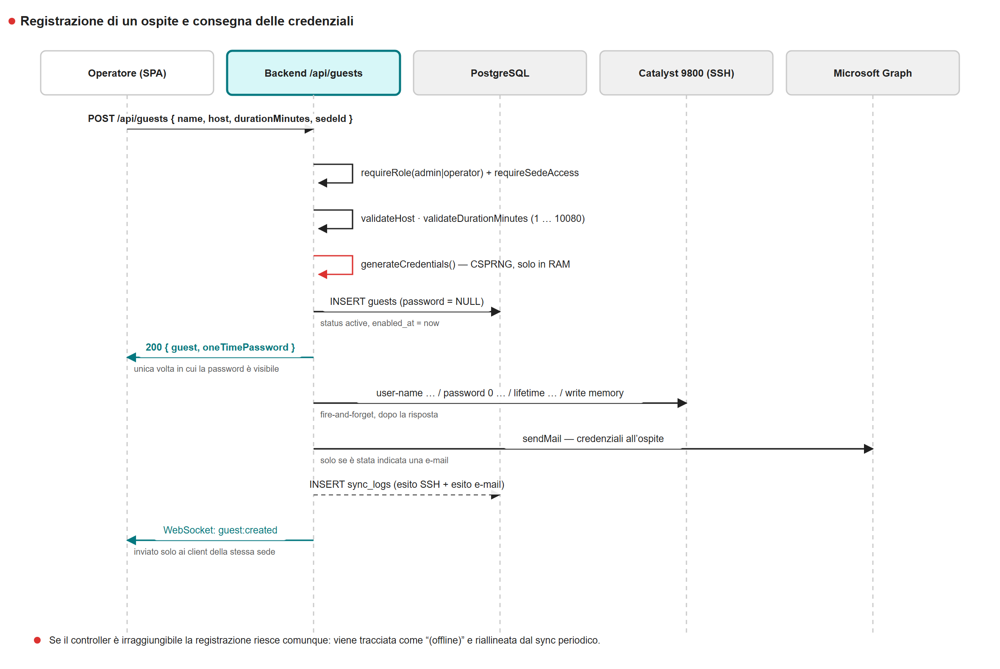 Registrazione di un ospite e consegna delle credenziali
Operatore (SPA)
Backend /api/guests
PostgreSQL
Catalyst 9800 (SSH)
Microsoft Graph
POST /api/guests { name, host, durationMinutes, sedeId }
requireRole(admin|operator) + requireSedeAccess
validateHost · validateDurationMinutes (1 … 10080)
generateCredentials() — CSPRNG, solo in RAM
INSERT guests (password = NULL)
status active, enabled_at = now
200 { guest, oneTimePassword }
unica volta in cui la password è visibile
user-name … / password 0 … / lifetime … / write memory
fire-and-forget, dopo la risposta
sendMail — credenziali all’ospite
solo se è stata indicata una e-mail
INSERT sync_logs (esito SSH + esito e-mail)
WebSocket: guest:created
inviato solo ai client della stessa sede
Se il controller è irraggiungibile la registrazione riesce comunque: viene tracciata come “(offline)” e riallineata dal sync periodico.